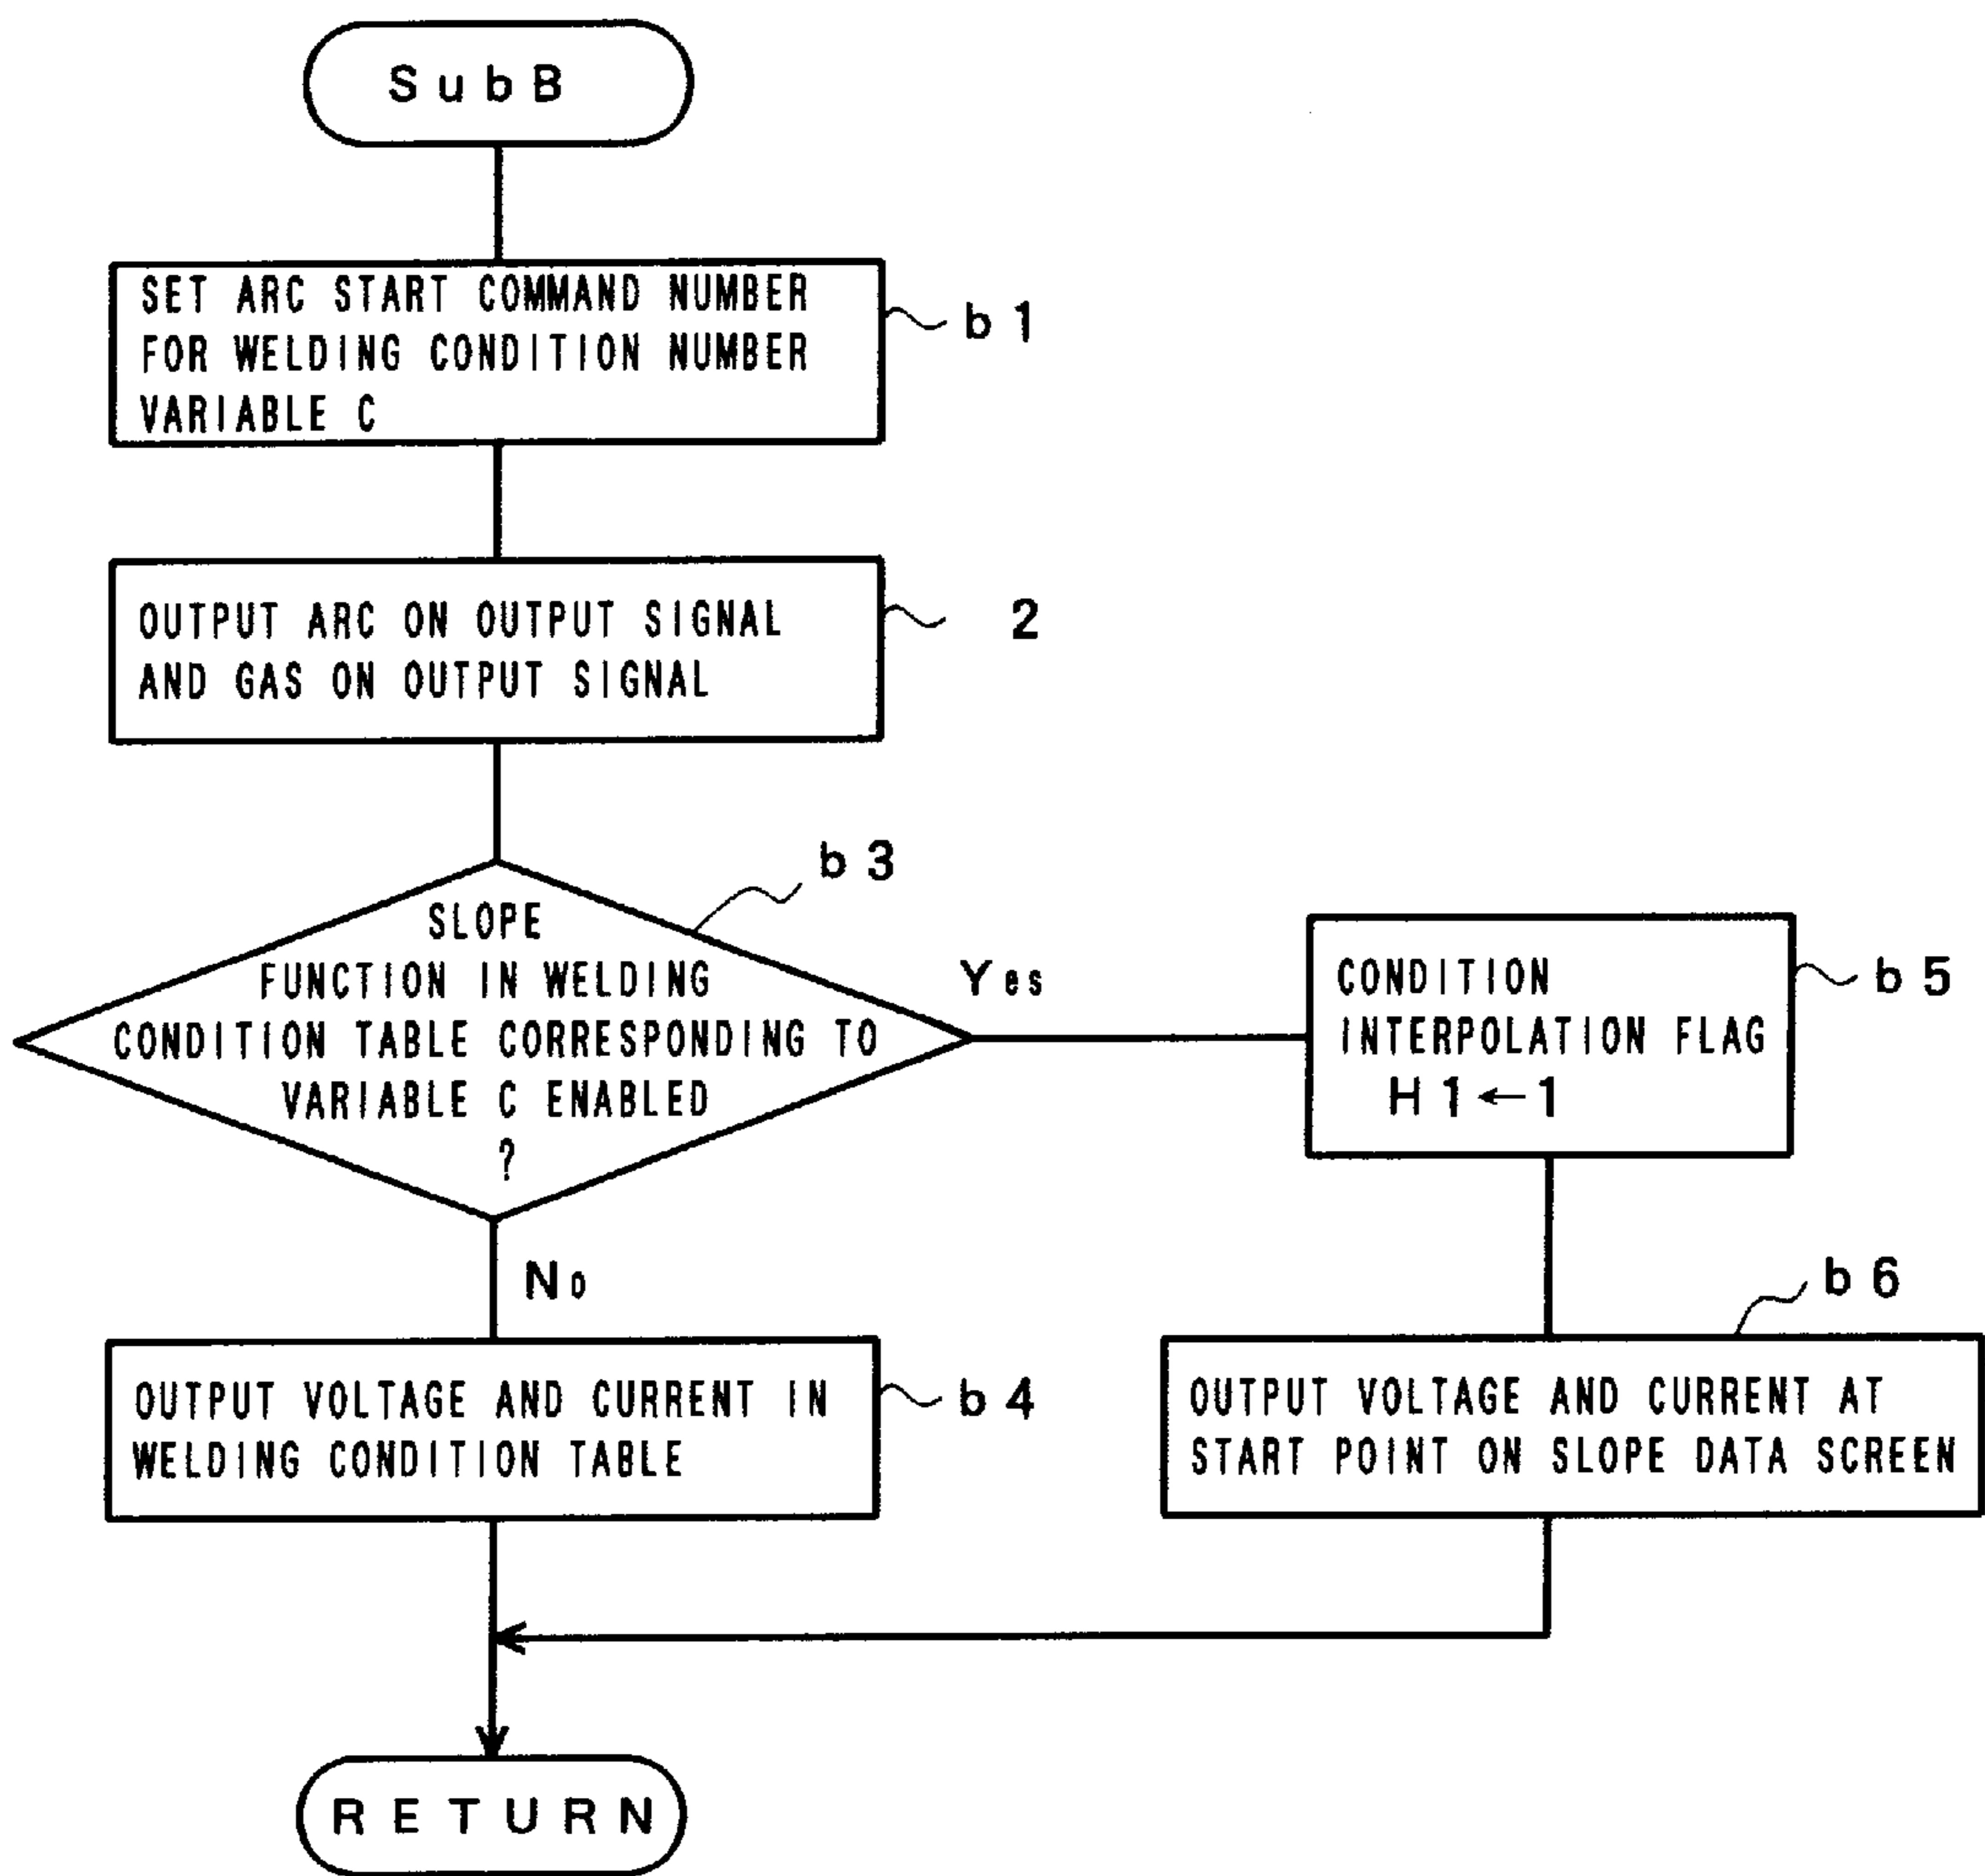 SubB
SET ARC START COMMAND NUMBER
FOR WELDING CONDITION NUMBER
VARIABLE C
b1
OUTPUT ARC ON OUTPUT SIGNAL
AND GAS ON OUTPUT SIGNAL
2
b3
SLOPE
FUNCTION IN WELDING
CONDITION TABLE CORRESPONDING TO
VARIABLE C ENABLED
?
Yes
CONDITION
INTERPOLATION FLAG
H1←1
b5
No
OUTPUT VOLTAGE AND CURRENT IN
WELDING CONDITION TABLE
b4
b6
OUTPUT VOLTAGE AND CURRENT AT
START POINT ON SLOPE DATA SCREEN
RETURN